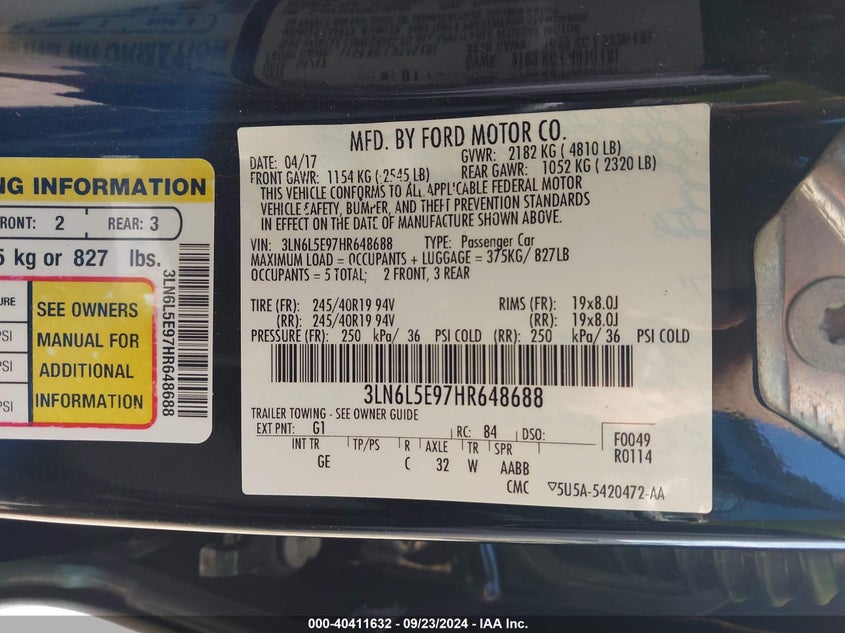 MFD. BY FORD MOTOR CO.
DATE: 04/17 GVWR: 2182 KG ( 4810 LB)
FRONT GAWR: 1154 KG ( 2545 LB) REAR GAWR: 1052 KG ( 2320 LB)
THIS VEHICLE CONFORMS TO ALL APPLICABLE FEDERAL MOTOR
VEHICLE SAFETY, BUMPER, AND THEFT PREVENTION STANDARDS
IN EFFECT ON THE DATE OF MANUFACTURE SHOWN ABOVE.
VIN: 3LN6L5E97HR648688 TYPE: Passenger Car
MAXIMUM LOAD = OCCUPANTS + LUGGAGE = 375KG/ 827LB
OCCUPANTS = 5 TOTAL; 2 FRONT, 3 REAR
TIRE (FR): 245/40R19 94V RIMS (FR): 19x8.0J
(RR): 245/40R19 94V (RR): 19x8.0J
PRESSURE (FR): 250 kPa/ 36 PSI COLD (RR): 250 kPa/ 36 PSI COLD
3LN6L5E97HR648688
TRAILER TOWING - SEE OWNER GUIDE
EXT PNT: G1 RC: 84 DSO:
INT TR TP/PS R AXLE TR SPR
GE C 32 W AABB
F0049
R0114
CMC ▽5U5A-5420472-AA
NG INFORMATION
FRONT: 2 REAR: 3
5 kg or 827 lbs.
SEE OWNERS
MANUAL FOR
ADDITIONAL
INFORMATION
PSI
PSI
PSI
3LN6L5E97HR648688
000-40411632 - 09/23/2024 - IAA Inc.